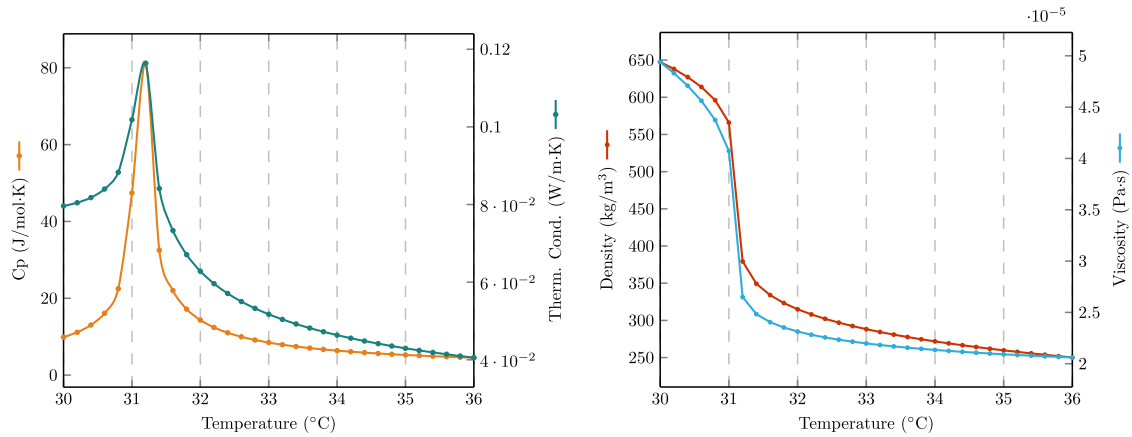 ·10⁻⁵
80
60
40
20
0
0.12
0.1
8 · 10⁻²
6 · 10⁻²
4 · 10⁻²
30 31 32 33 34 35 36
Temperature (°C)
Cp (J/mol·K)
Therm. Cond. (W/m·K)
650
600
550
500
450
400
350
300
250
5
4.5
4
3.5
3
2.5
2
30 31 32 33 34 35 36
Temperature (°C)
Density (kg/m³)
Viscosity (Pa·s)